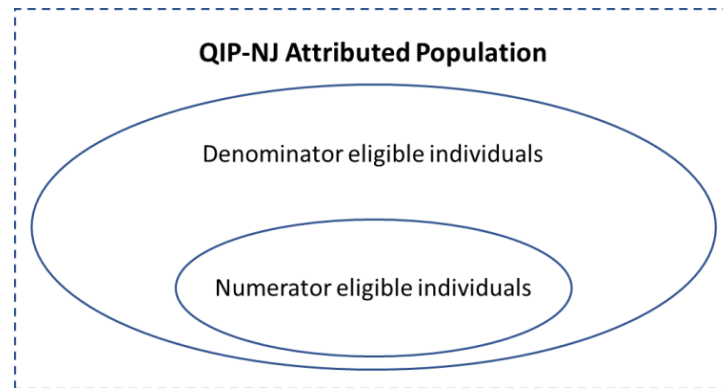 QIP-NJ Attributed Population
Denominator eligible individuals
Numerator eligible individuals